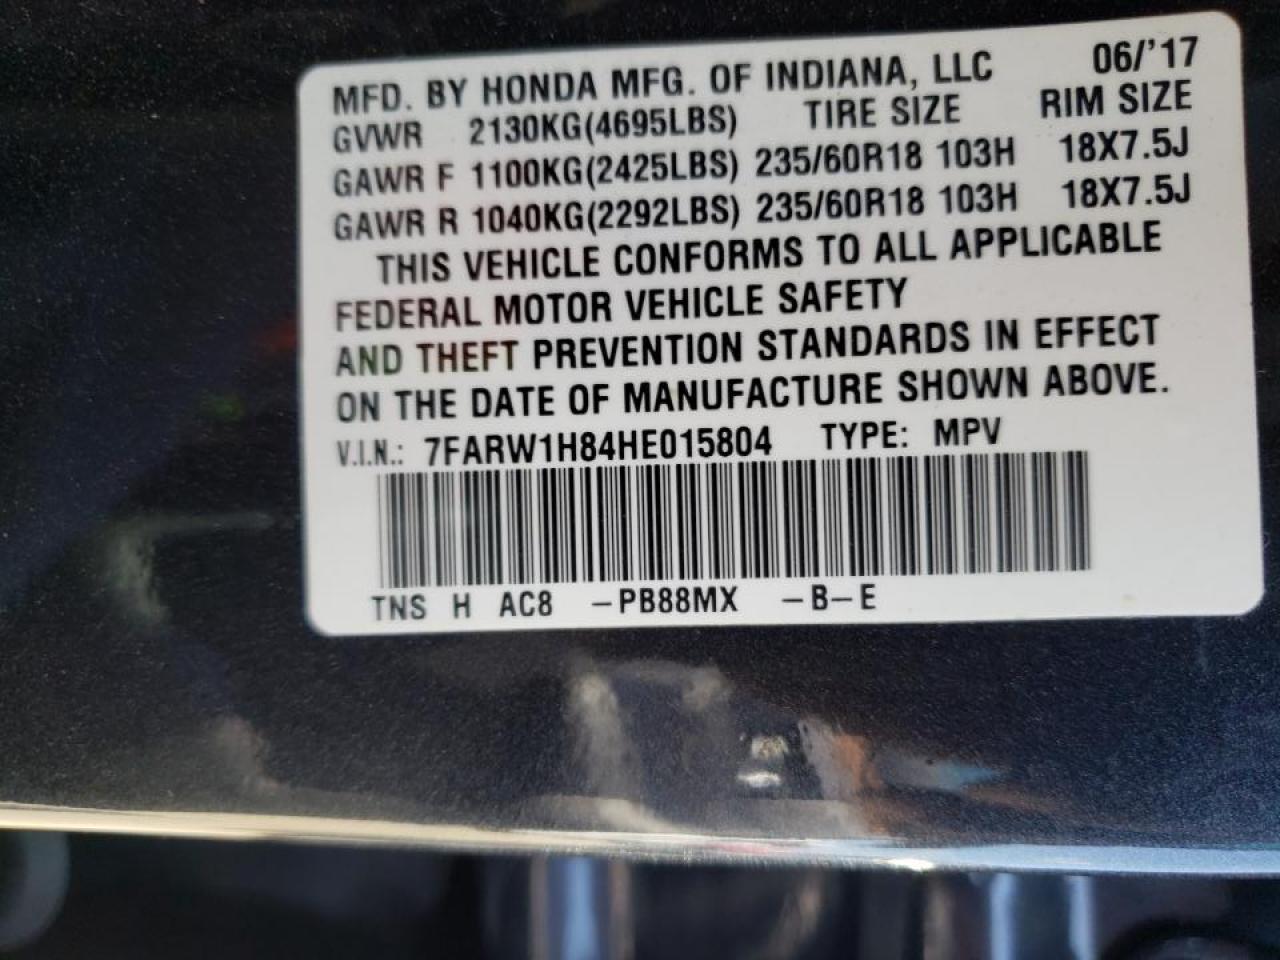 MFD. BY HONDA MFG. OF INDIANA, LLC 06/'17
GVWR 2130KG(4695LBS) TIRE SIZE RIM SIZE
GAWR F 1100KG(2425LBS) 235/60R18 103H 18X7.5J
GAWR R 1040KG(2292LBS) 235/60R18 103H 18X7.5J
THIS VEHICLE CONFORMS TO ALL APPLICABLE
FEDERAL MOTOR VEHICLE SAFETY
AND THEFT PREVENTION STANDARDS IN EFFECT
ON THE DATE OF MANUFACTURE SHOWN ABOVE.
V.I.N.: 7FARW1H84HE015804 TYPE: MPV
TNS H AC8 -PB88MX -B-E